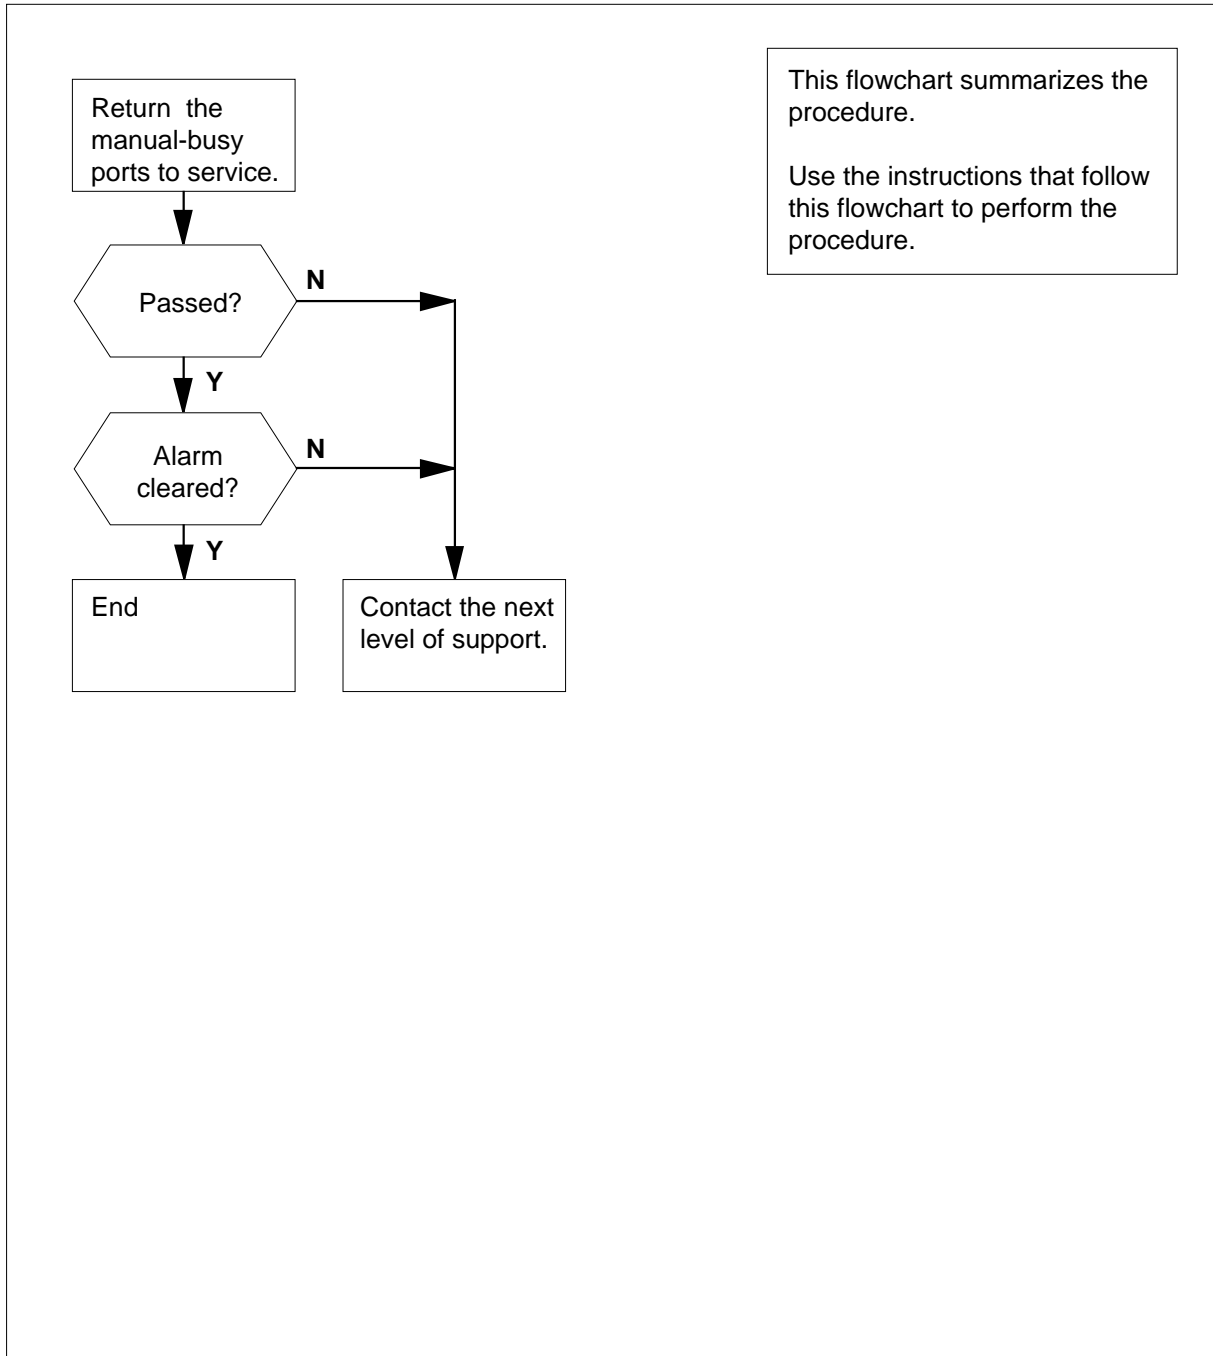 Return the
manual-busy
ports to service.
This flowchart summarizes the
procedure.
Use the instructions that follow
this flowchart to perform the
procedure.
Passed?
N
Y
Alarm
cleared?
N
Y
End
Contact the next
level of support.